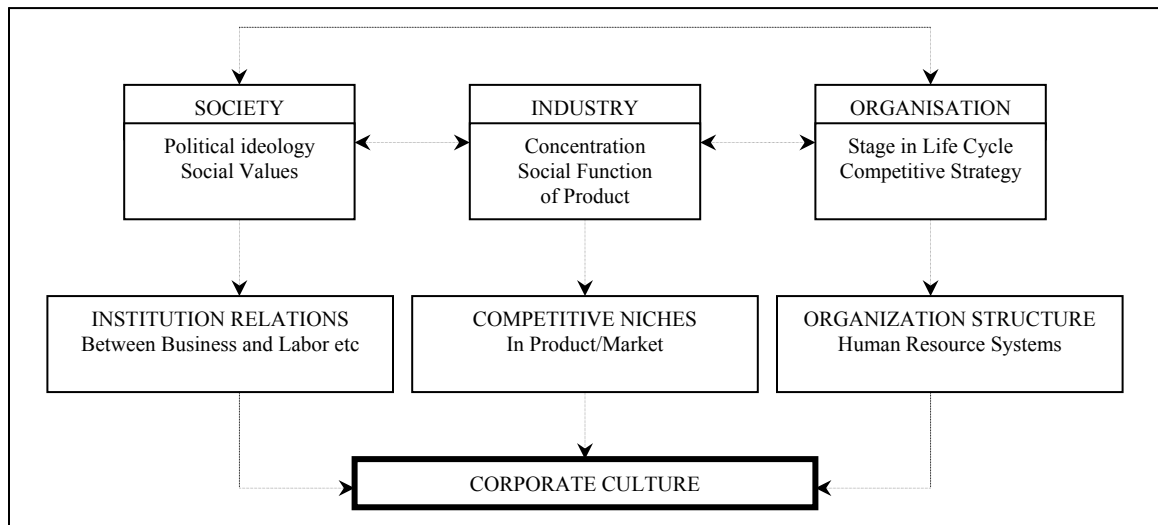 SOCIETY
Political ideology
Social Values
INDUSTRY
Concentration
Social Function
of Product
ORGANISATION
Stage in Life Cycle
Competitive Strategy
INSTITUTION RELATIONS
Between Business and Labor etc
COMPETITIVE NICHES
In Product/Market
ORGANIZATION STRUCTURE
Human Resource Systems
CORPORATE CULTURE